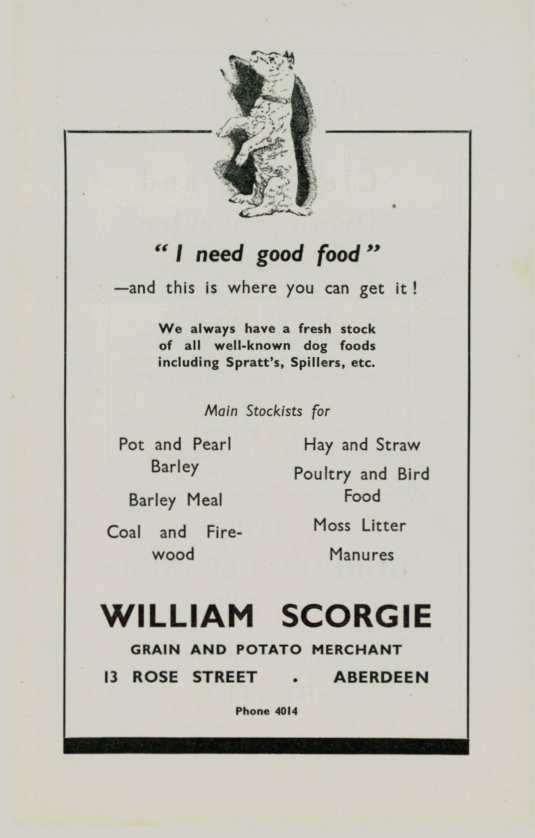 " I need good food "
—and this is where you can get it !
We always have a fresh stock
of all well-known dog foods
including Spratt's, Spillers, etc.
Main Stockists for
Pot and Pearl
Barley
Barley Meal
Coal and Fire-
wood
Hay and Straw
Poultry and Bird
Food
Moss Litter
Manures
WILLIAM SCORGIE
GRAIN AND POTATO MERCHANT
13 ROSE STREET . ABERDEEN
Phone 4014